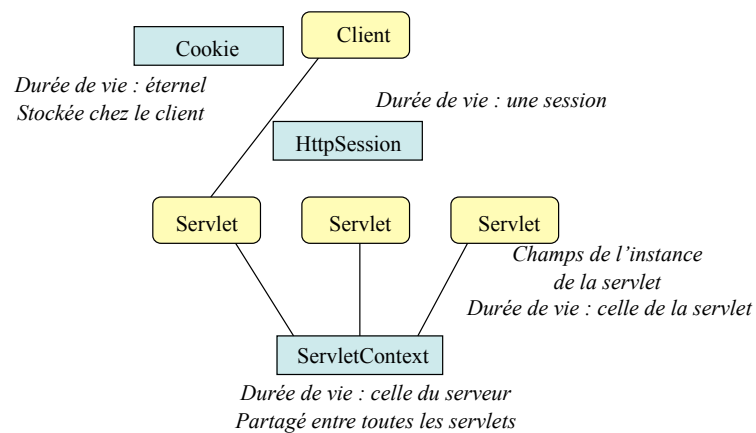 Client
Cookie
Durée de vie : éternel
Stockée chez le client
Durée de vie : une session
HttpSession
Servlet
Servlet
Servlet
Champs de l’instance
de la servlet
Durée de vie : celle de la servlet
ServletContext
Durée de vie : celle du serveur
Partagé entre toutes les servlets